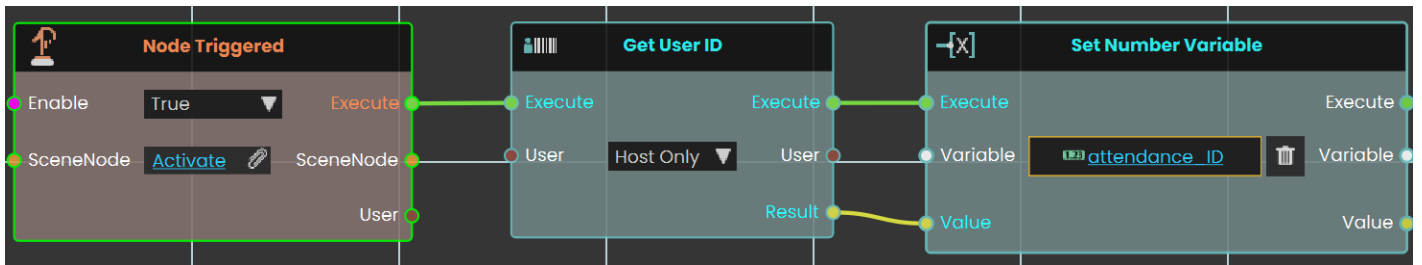 Node Triggered
Enable True Execute
SceneNode Activate SceneNode
User
Get User ID
Execute Execute
User Host Only User
Result
Set Number Variable
Execute Execute
Variable 123 attendance_ID Variable
Value Value